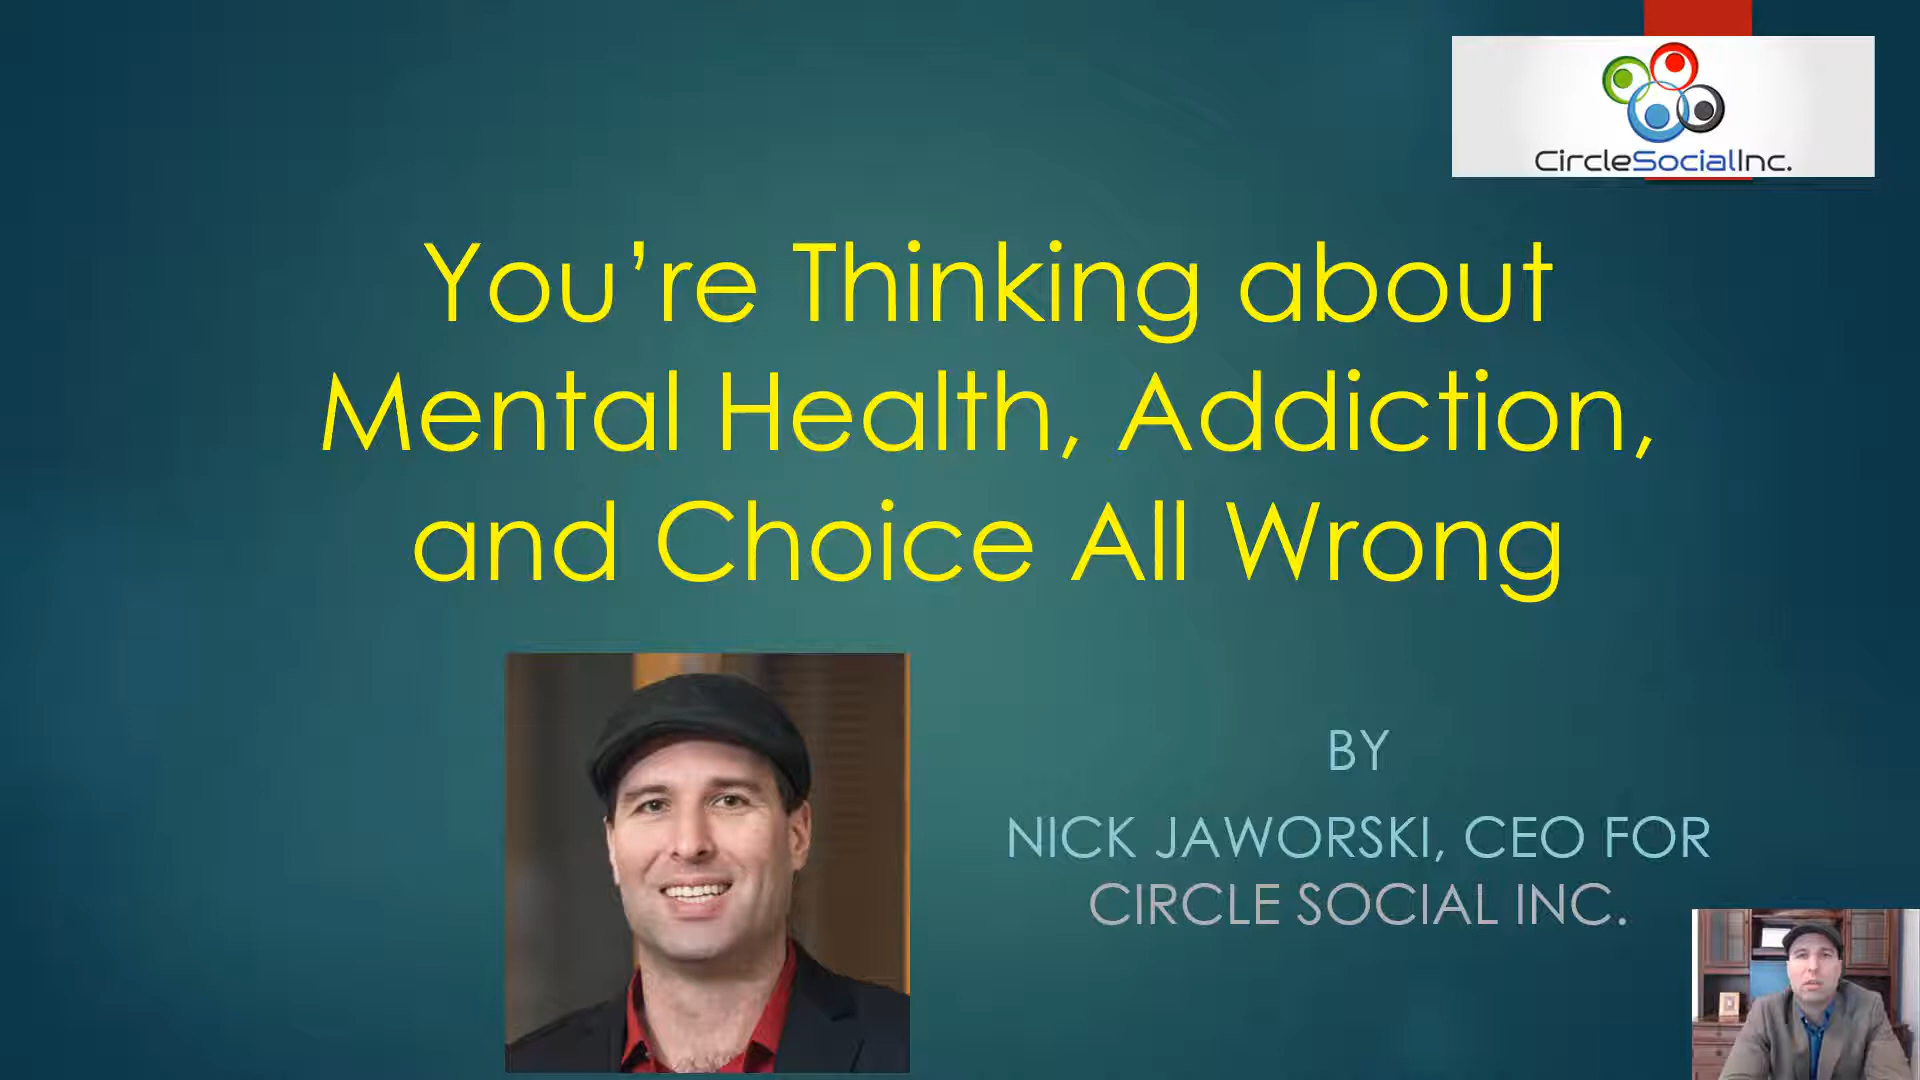 CircleSocialInc.
You’re Thinking about
Mental Health, Addiction,
and Choice All Wrong
BY
NICK JAWORSKI, CEO FOR
CIRCLE SOCIAL INC.